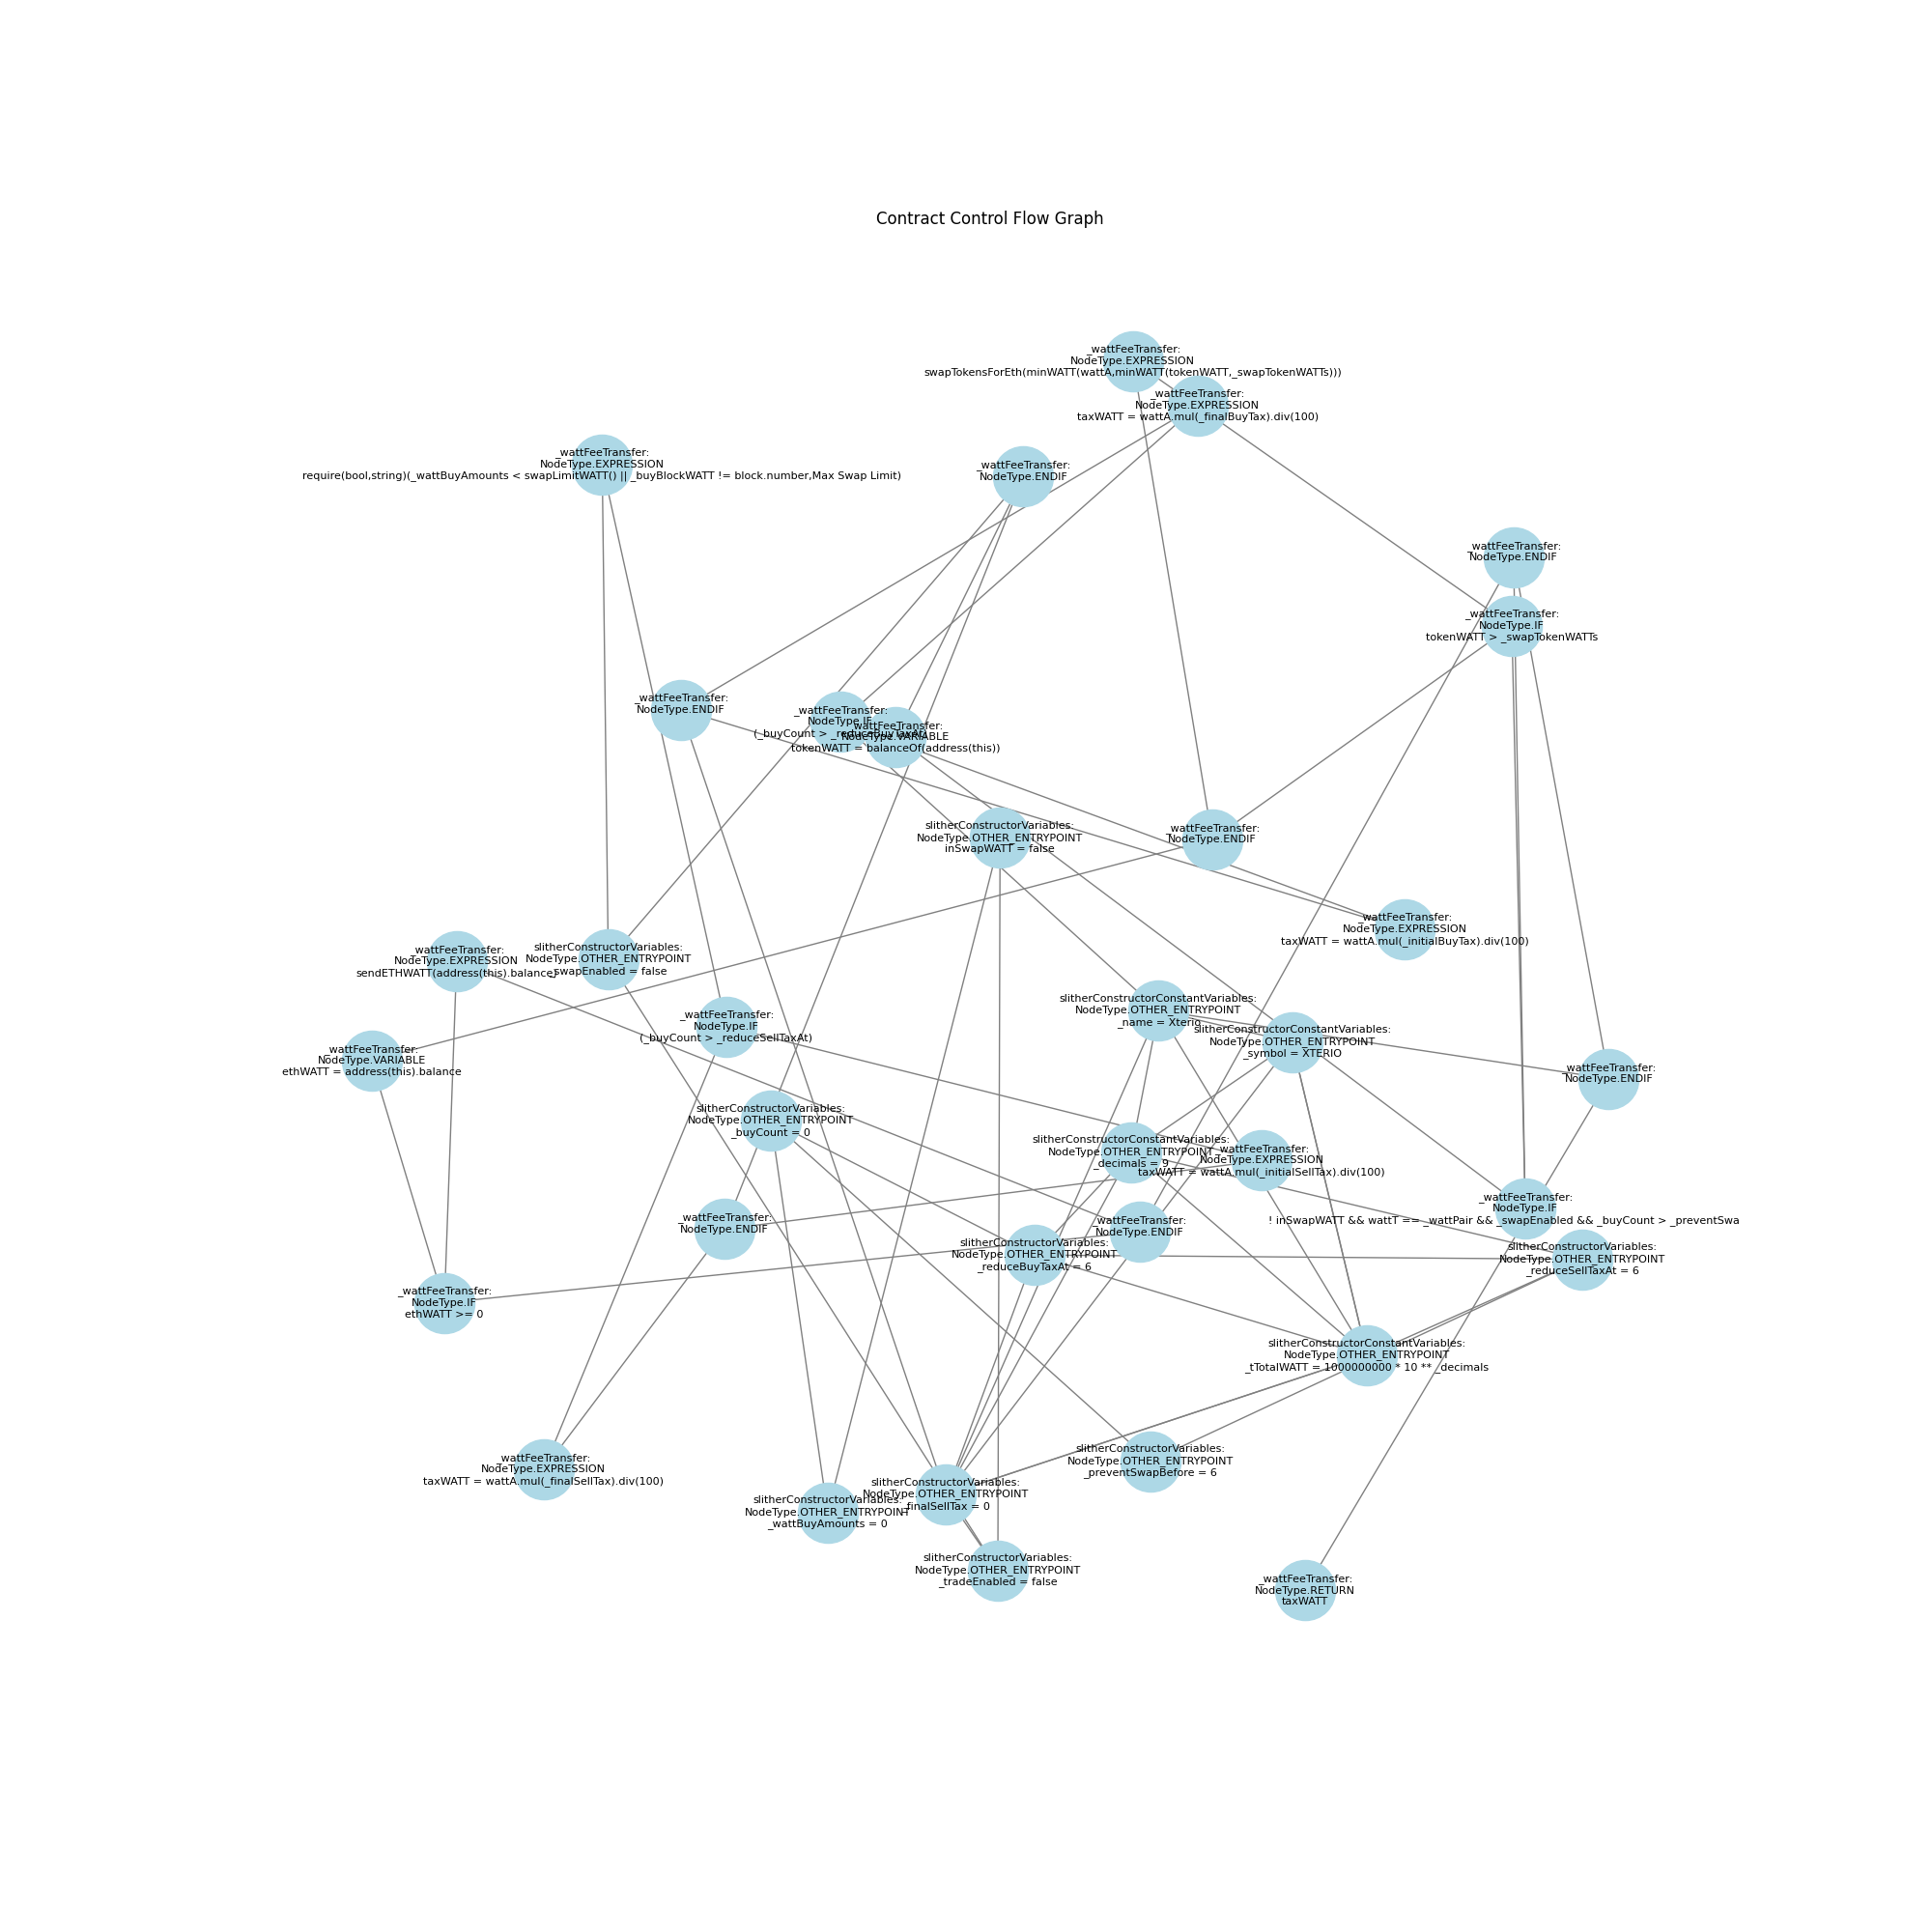 Contract Control Flow Graph
_wattFeeTransfer:
NodeType.EXPRESSION
swapTokensForEth(minWATT(wattA,minWATT(tokenWATT,_swapTokenWATTs)))
_wattFeeTransfer:
NodeType.EXPRESSION
taxWATT = wattA.mul(_finalBuyTax).div(100)
_wattFeeTransfer:
NodeType.EXPRESSION
require(bool,string)(_wattBuyAmounts < swapLimitWATT() || _buyBlockWATT != block.number,Max Swap Limit)
_wattFeeTransfer:
NodeType.ENDIF
_wattFeeTransfer:
NodeType.ENDIF
_wattFeeTransfer:
NodeType.IF
tokenWATT > _swapTokenWATTs
_wattFeeTransfer:
NodeType.ENDIF
_wattFeeTransfer:
NodeType.IF
(_buyCount > _reduceBuyTaxAt)
_wattFeeTransfer:
NodeType.VARIABLE
tokenWATT = balanceOf(address(this))
slitherConstructorVariables:
NodeType.OTHER_ENTRYPOINT
inSwapWATT = false
_wattFeeTransfer:
NodeType.ENDIF
_wattFeeTransfer:
NodeType.EXPRESSION
taxWATT = wattA.mul(_initialBuyTax).div(100)
_wattFeeTransfer:
NodeType.EXPRESSION
sendETHWATT(address(this).balance)
slitherConstructorVariables:
NodeType.OTHER_ENTRYPOINT
_swapEnabled = false
slitherConstructorConstantVariables:
NodeType.OTHER_ENTRYPOINT
_name = Xterio
_wattFeeTransfer:
NodeType.IF
(_buyCount > _reduceSellTaxAt)
slitherConstructorConstantVariables:
NodeType.OTHER_ENTRYPOINT
_symbol = XTERIO
_wattFeeTransfer:
NodeType.VARIABLE
ethWATT = address(this).balance
_wattFeeTransfer:
NodeType.ENDIF
slitherConstructorVariables:
NodeType.OTHER_ENTRYPOINT
_buyCount = 0
slitherConstructorConstantVariables:
NodeType.OTHER_ENTRYPOINT
_decimals = 9
_wattFeeTransfer:
NodeType.EXPRESSION
taxWATT = wattA.mul(_initialSellTax).div(100)
_wattFeeTransfer:
NodeType.IF
! inSwapWATT && wattT == _wattPair && _swapEnabled && _buyCount > _preventSwa
_wattFeeTransfer:
NodeType.ENDIF
_wattFeeTransfer:
NodeType.ENDIF
slitherConstructorVariables:
NodeType.OTHER_ENTRYPOINT
_reduceBuyTaxAt = 6
slitherConstructorVariables:
NodeType.OTHER_ENTRYPOINT
_reduceSellTaxAt = 6
_wattFeeTransfer:
NodeType.IF
ethWATT >= 0
slitherConstructorConstantVariables:
NodeType.OTHER_ENTRYPOINT
_tTotalWATT = 1000000000 * 10 ** _decimals
_wattFeeTransfer:
NodeType.EXPRESSION
taxWATT = wattA.mul(_finalSellTax).div(100)
slitherConstructorVariables:
NodeType.OTHER_ENTRYPOINT
_preventSwapBefore = 6
slitherConstructorVariables:
NodeType.OTHER_ENTRYPOINT
_finalSellTax = 0
slitherConstructorVariables:
NodeType.OTHER_ENTRYPOINT
_wattBuyAmounts = 0
slitherConstructorVariables:
NodeType.OTHER_ENTRYPOINT
_tradeEnabled = false
_wattFeeTransfer:
NodeType.RETURN
taxWATT